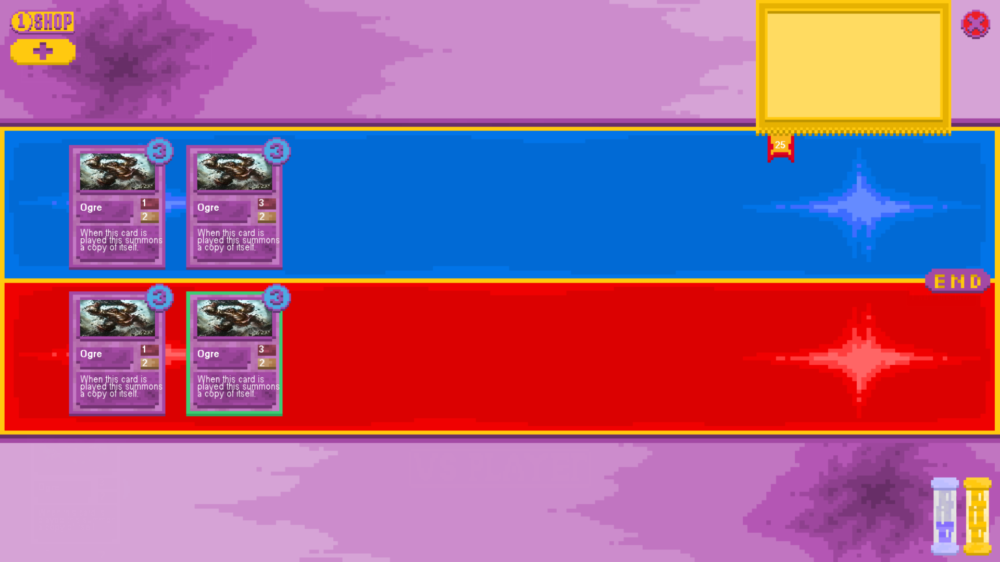 1 SHOP
+
25
3
Ogre
1
2
When this card is
played this summons
a copy of itself.
3
Ogre
3
2
When this card is
played this summons
a copy of itself.
END
3
Ogre
1
2
When this card is
played this summons
a copy of itself.
3
Ogre
3
2
When this card is
played this summons
a copy of itself.